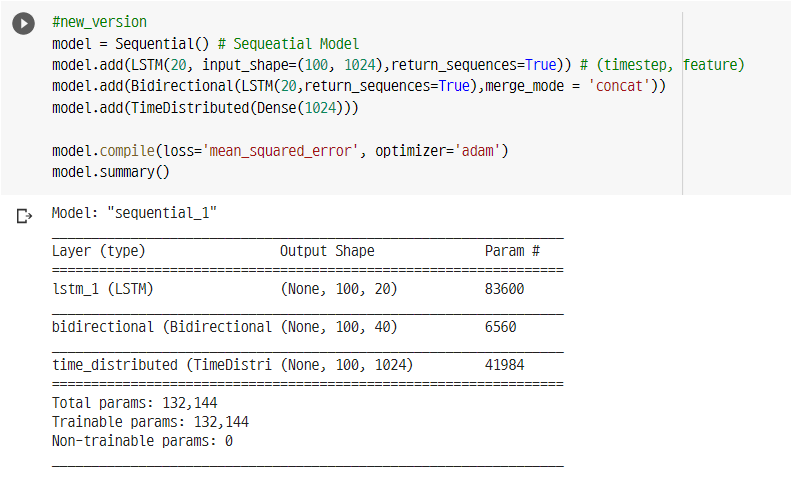 #new_version
model = Sequential() # Sequeatial Model
model.add(LSTM(20, input_shape=(100, 1024),return_sequences=True)) # (timestep, feature)
model.add(Bidirectional(LSTM(20,return_sequences=True),merge_mode = 'concat'))
model.add(TimeDistributed(Dense(1024)))
model.compile(loss='mean_squared_error', optimizer='adam')
model.summary()
Model: "sequential_1"
_________________________________________________________________
Layer (type)                 Output Shape              Param #
=================================================================
lstm_1 (LSTM)                (None, 100, 20)           83600
_________________________________________________________________
bidirectional (Bidirectional (None, 100, 40)           6560
_________________________________________________________________
time_distributed (TimeDistri (None, 100, 1024)         41984
=================================================================
Total params: 132,144
Trainable params: 132,144
Non-trainable params: 0
_________________________________________________________________